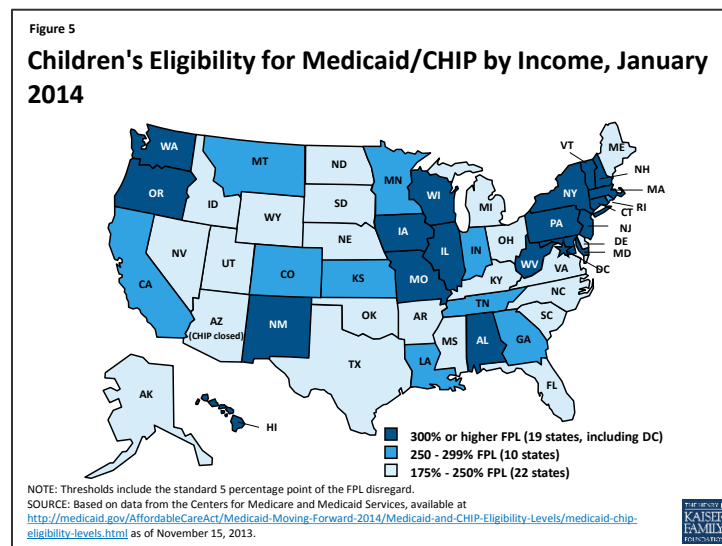 Figure 5
Children's Eligibility for Medicaid/CHIP by Income, January
2014
WA
OR
CA
NV
ID
MT
WY
UT
AZ
(CHIP closed)
CO
NM
ND
SD
NE
KS
OK
TX
MN
IA
MO
AR
LA
WI
IL
MS
MI
IN
KY
TN
AL
OH
WV
GA
FL
SC
NC
VA
PA
NY
VT
ME
NH
MA
RI
CT
NJ
DE
MD
DC
AK
HI
300% or higher FPL (19 states, including DC)
250 - 299% FPL (10 states)
175% - 250% FPL (22 states)
NOTE: Thresholds include the standard 5 percentage point of the FPL disregard.
SOURCE: Based on data from the Centers for Medicare and Medicaid Services, available at
http://medicaid.gov/AffordableCareAct/Medicaid-Moving-Forward-2014/Medicaid-and-CHIP-Eligibility-Levels/medicaid-chip-
eligibility-levels.html as of November 15, 2013.
THE HENRY J.
KAISER
FAMILY
FOUNDATION